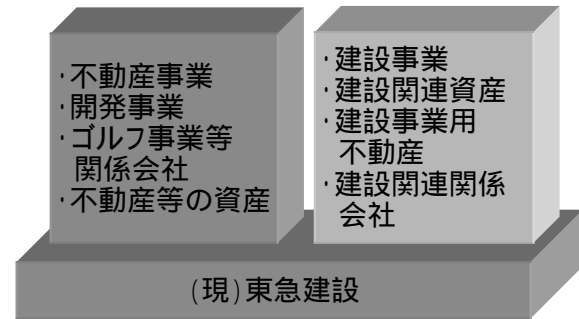 ·不動産事業
·開発事業
·ゴルフ事業等
関係会社
·不動産等の資産
·建設事業
·建設関連資産
·建設事業用
不動産
·建設関連関係
会社
(現)東急建設